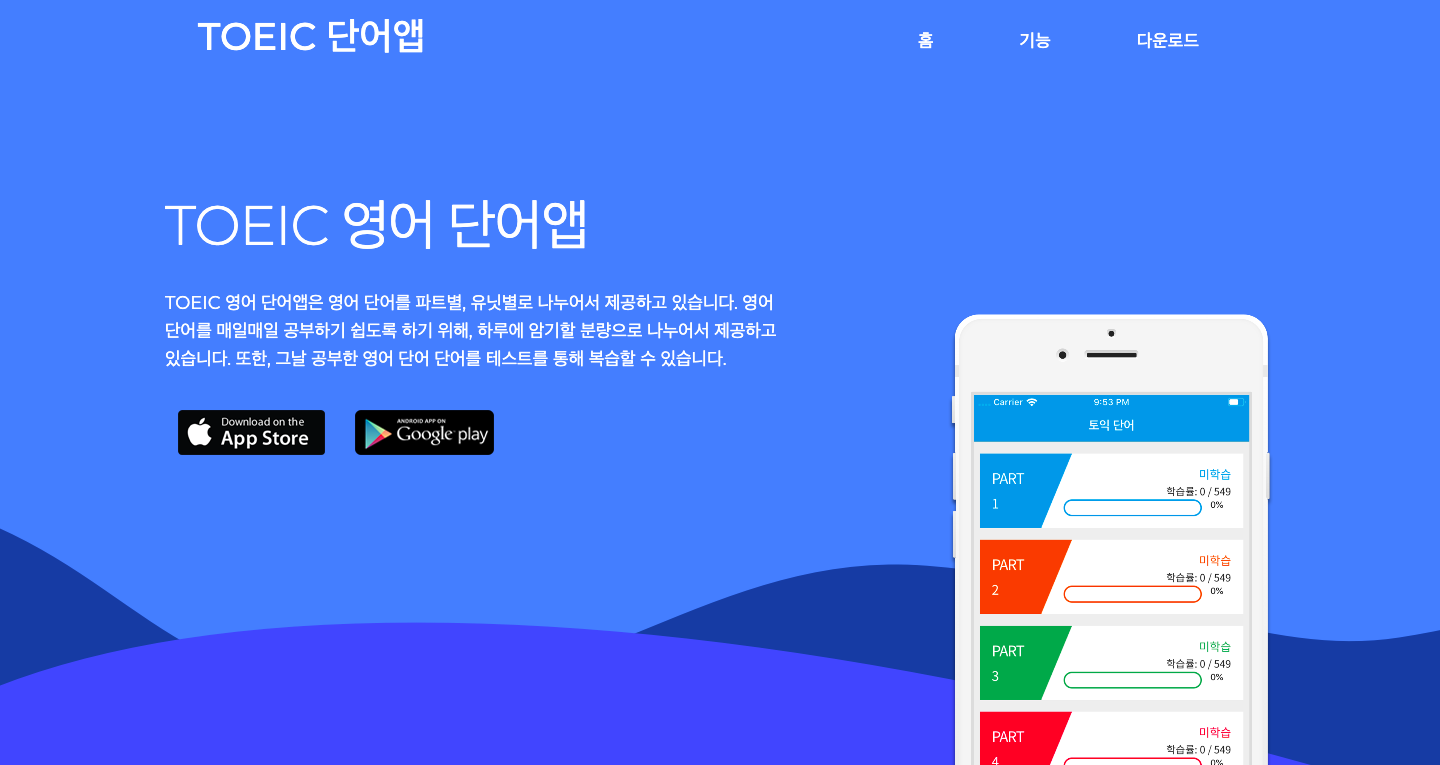 TOEIC 단어앱
홈 기능 다운로드
TOEIC 영어 단어앱
TOEIC 영어 단어앱은 영어 단어를 파트별, 유닛별로 나누어서 제공하고 있습니다. 영어
단어를 매일매일 공부하기 쉽도록 하기 위해, 하루에 암기할 분량으로 나누어서 제공하고
있습니다. 또한, 그날 공부한 영어 단어 단어를 테스트를 통해 복습할 수 있습니다.
Download on the
App Store
ANDROID APP ON
Google play
Carrier 9:53 PM
토익 단어
PART
1
미학습
학습률: 0 / 549
0%
PART
2
미학습
학습률: 0 / 549
0%
PART
3
미학습
학습률: 0 / 549
0%
PART
4
미학습
학습률: 0 / 549
0%